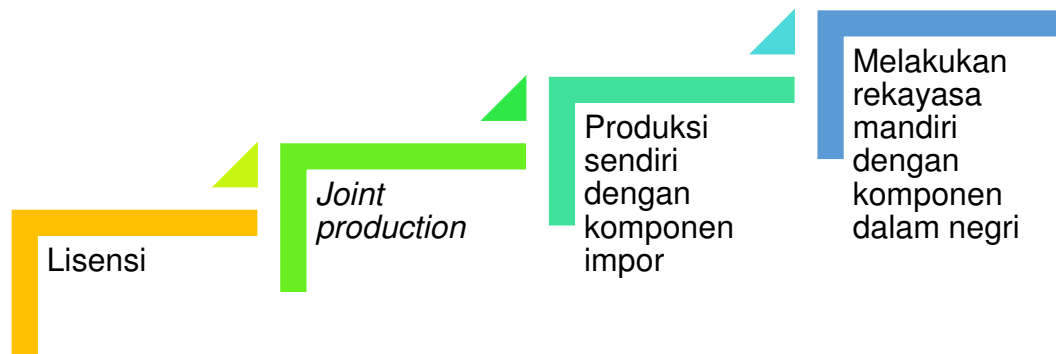 Lisensi
Joint
production
Produksi
sendiri
dengan
komponen
impor
Melakukan
rekayasa
mandiri
dengan
komponen
dalam negri